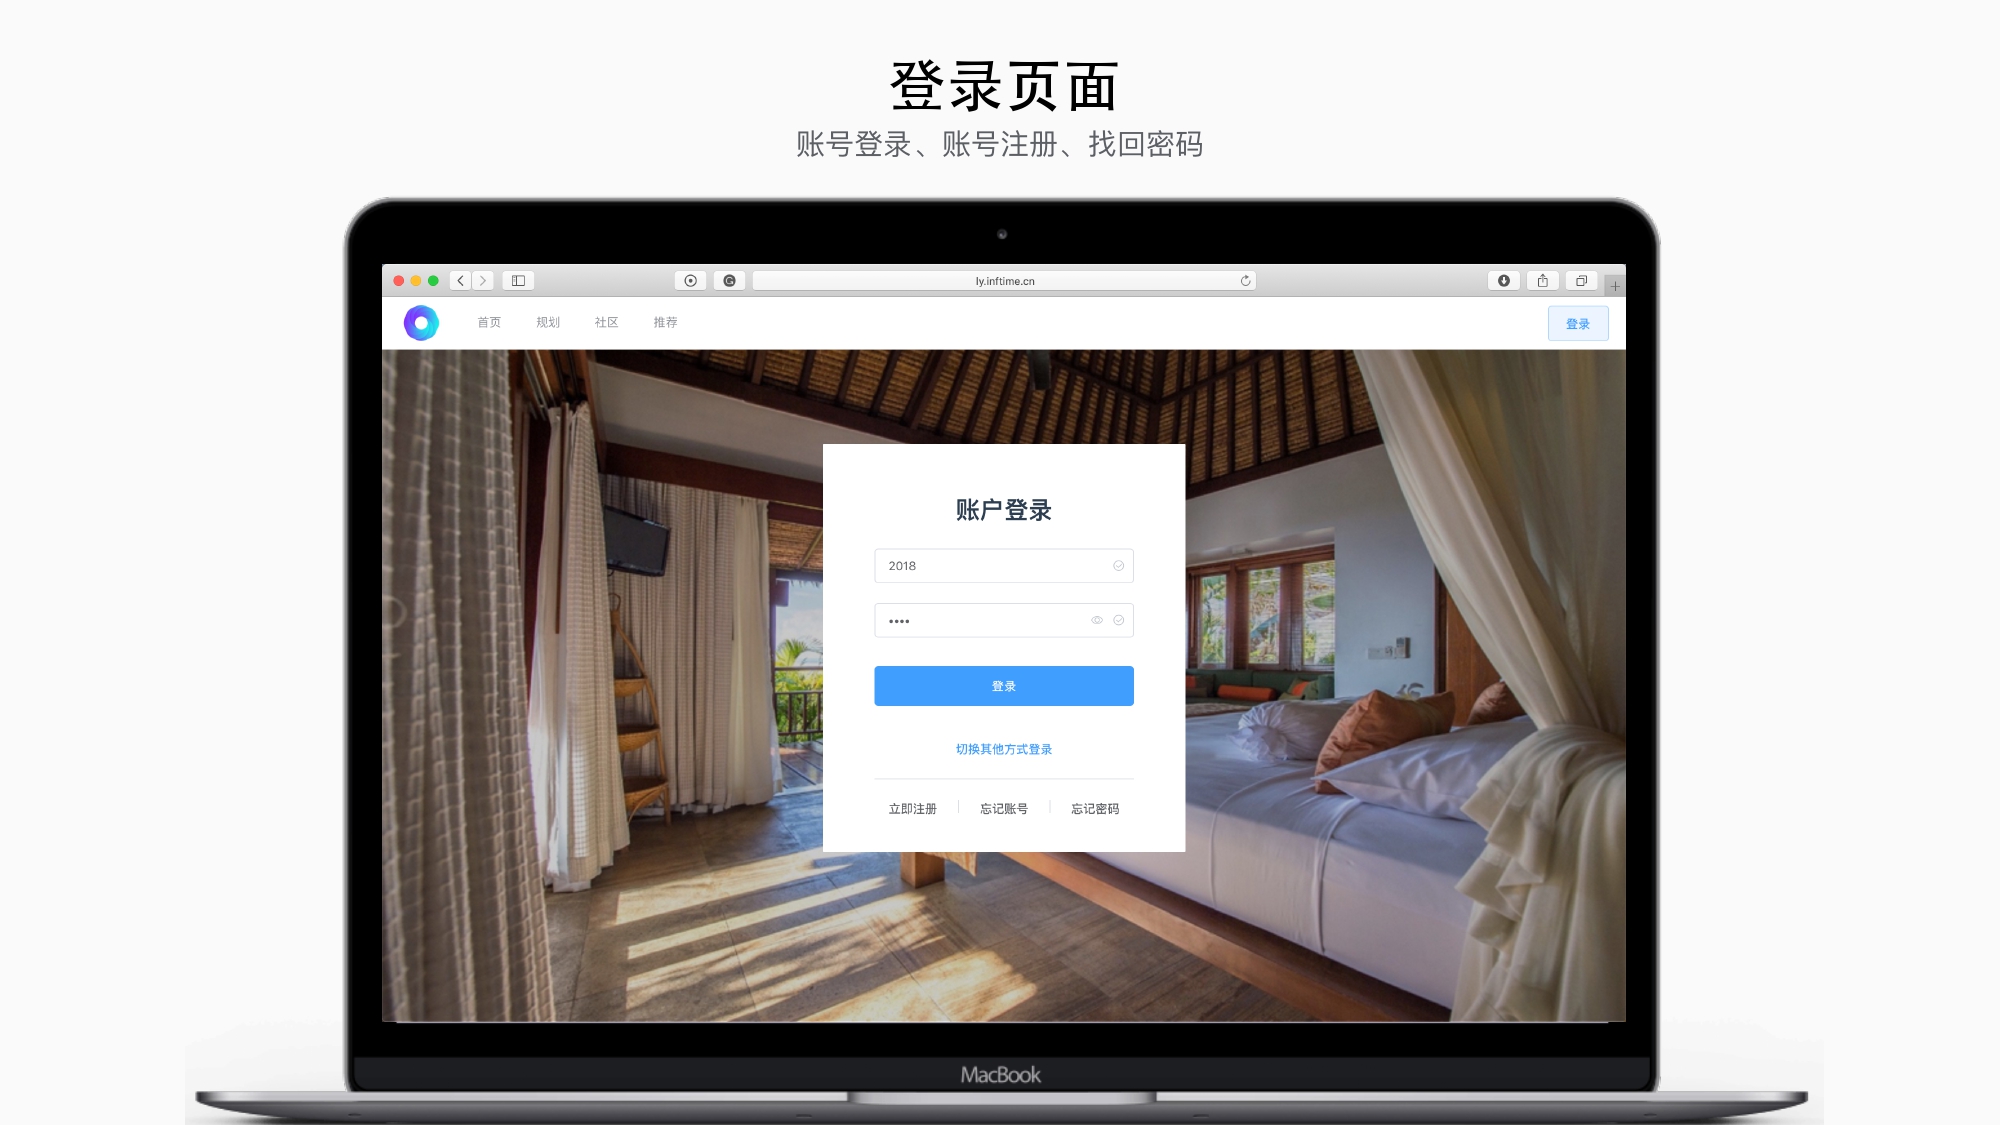 登录页面
账号登录、账号注册、找回密码
ly.inftime.cn
首页 规划 社区 推荐 登录
账户登录
2018
••••
登录
切换其他方式登录
立即注册 忘记账号 忘记密码
MacBook